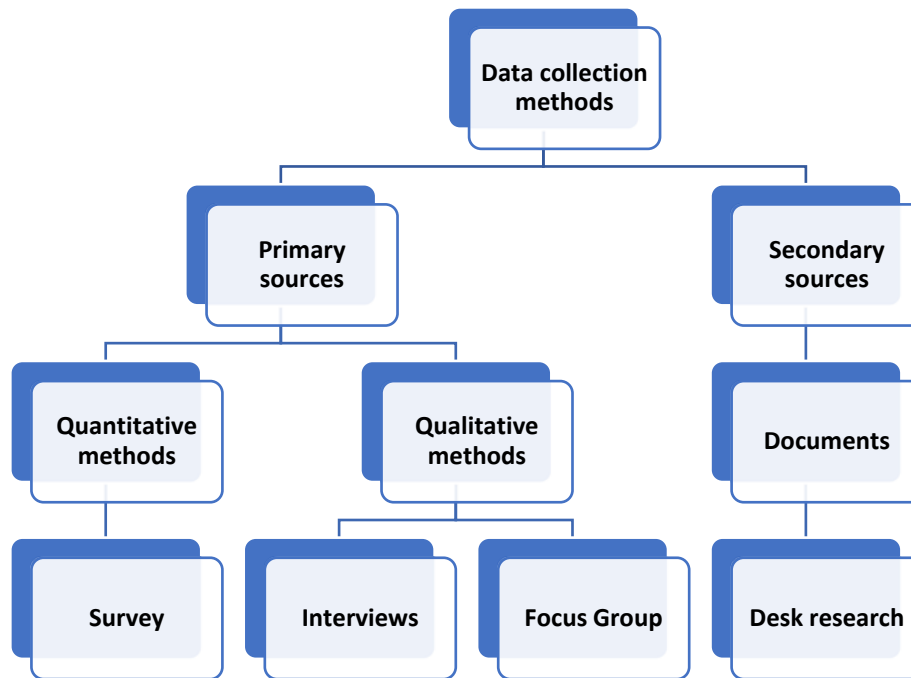 Data collection
methods
Primary
sources
Secondary
sources
Quantitative
methods
Qualitative
methods
Documents
Survey
Interviews
Focus Group
Desk research